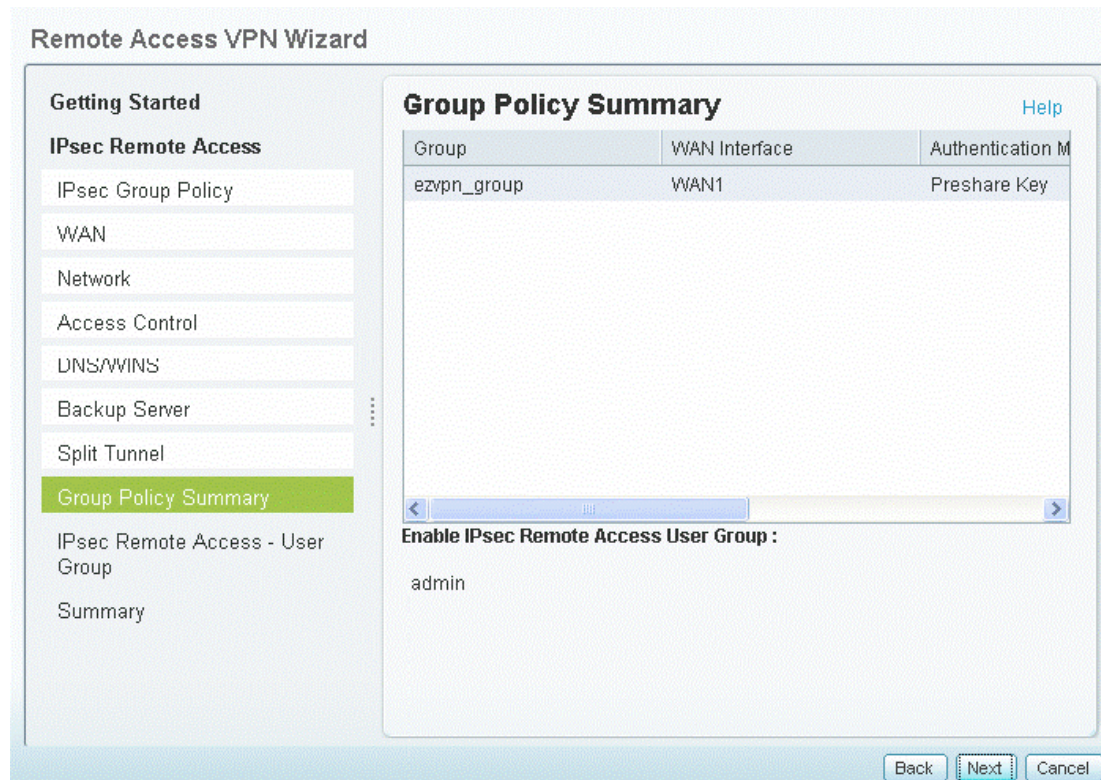 Remote Access VPN Wizard
Getting Started
IPsec Remote Access
IPsec Group Policy
WAN
Network
Access Control
DNS/WINS
Backup Server
Split Tunnel
Group Policy Summary
IPsec Remote Access - User
Group
Summary
Group Policy Summary
Help
Group WAN Interface Authentication M
ezvpn_group WAN1 Preshare Key
Enable IPsec Remote Access User Group :
admin
Back Next Cancel